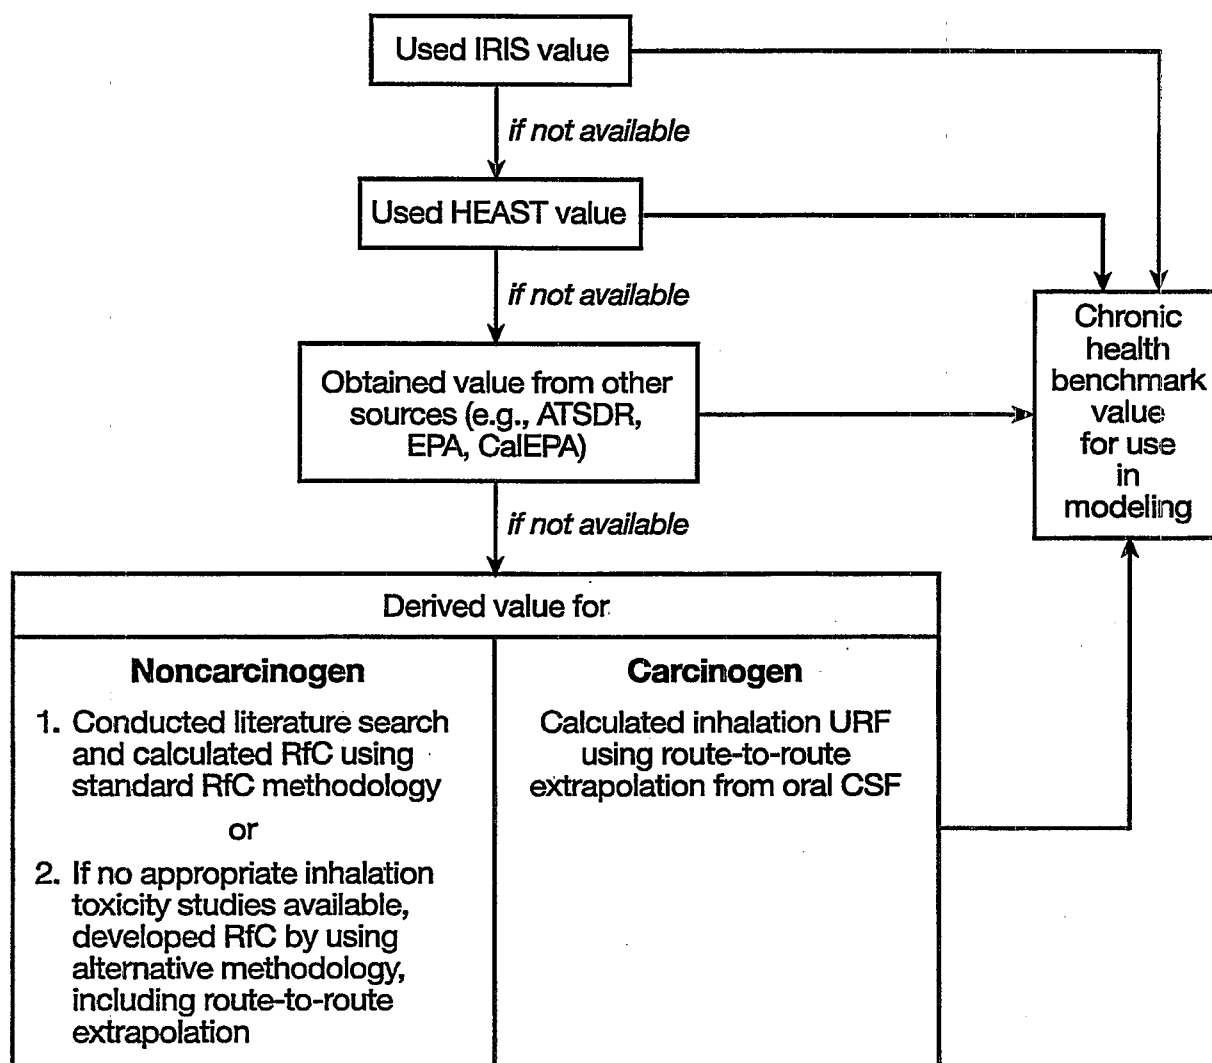 Used IRIS value
if not available
Used HEAST value
if not available
Obtained value from other
sources (e.g., ATSDR,
EPA, CalEPA)
if not available
Chronic
health
benchmark
value
for use
in
modeling
Derived value for
Noncarcinogen
1. Conducted literature search
and calculated RfC using
standard RfC methodology
or
2. If no appropriate inhalation
toxicity studies available,
developed RfC by using
alternative methodology,
including route-to-route
extrapolation
Carcinogen
Calculated inhalation URF
using route-to-route
extrapolation from oral CSF